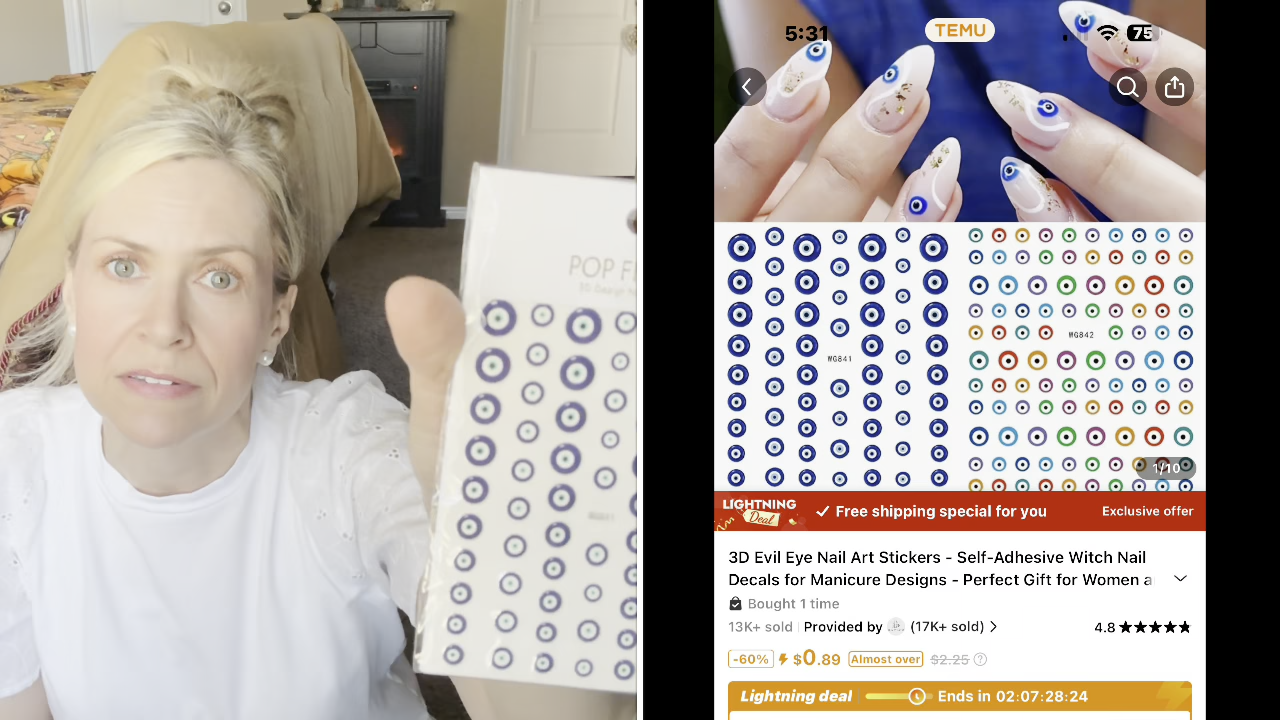 POP
5:31
TEMU
75
WG841
WG842
1/10
LIGHTNING
Deal
Free shipping special for you
Exclusive offer
3D Evil Eye Nail Art Stickers - Self-Adhesive Witch Nail
Decals for Manicure Designs - Perfect Gift for Women a
Bought 1 time
13K+ sold
Provided by
(17K+ sold)
4.8
-60%
$0.89
Almost over
$2.25
Lightning deal
Ends in 02:07:28:24